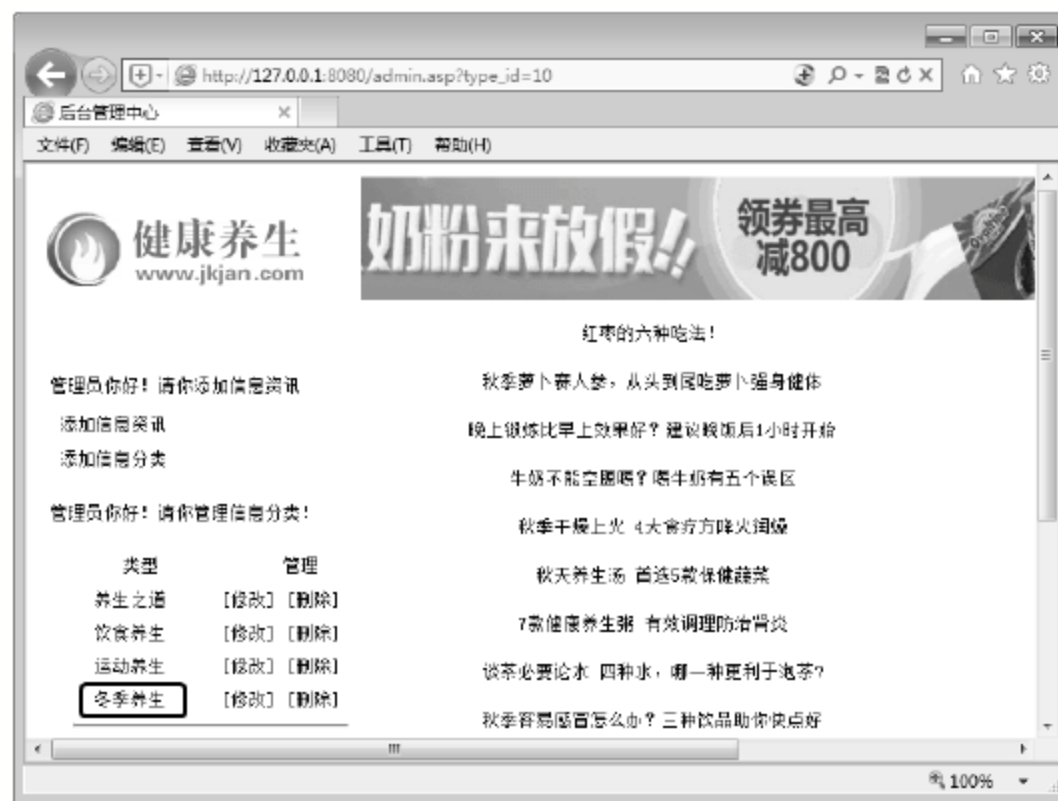 http://127.0.0.1:8080/admin.asp?type_id=10
后台管理中心
文件(F) 编辑(E) 查看(V) 收藏夹(A) 工具(T) 帮助(H)
健康养生
www.jkjan.com
奶粉来放假!!
领券最高
减800
管理员你好！请你添加信息资讯
添加信息资讯
添加信息分类
管理员你好！请你管理信息分类！
类型 管理
养生之道 [修改] [删除]
饮食养生 [修改] [删除]
运动养生 [修改] [删除]
冬季养生 [修改] [删除]
红枣的六种吃法！
秋季萝卜赛人参，从头到尾吃萝卜强身健体
晚上锻炼比早上效果好？建议晚饭后1小时开始
牛奶不能空腹喝？喝牛奶有五个误区
秋季干燥上火 4大食疗方降火润燥
秋天养生汤 首选5款保健蔬菜
7款健康养生粥 有效调理防治肾炎
谈茶必要论水 四种水，哪一种更利于泡茶?
秋季容易感冒怎么办？三种饮品助你快点好
100%